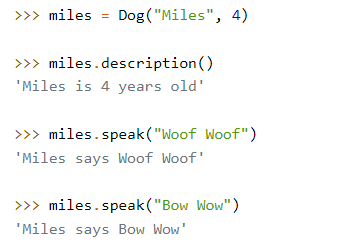 >>> miles = Dog("Miles", 4)
>>> miles.description()
'Miles is 4 years old'
>>> miles.speak("Woof Woof")
'Miles says Woof Woof'
>>> miles.speak("Bow Wow")
'Miles says Bow Wow'